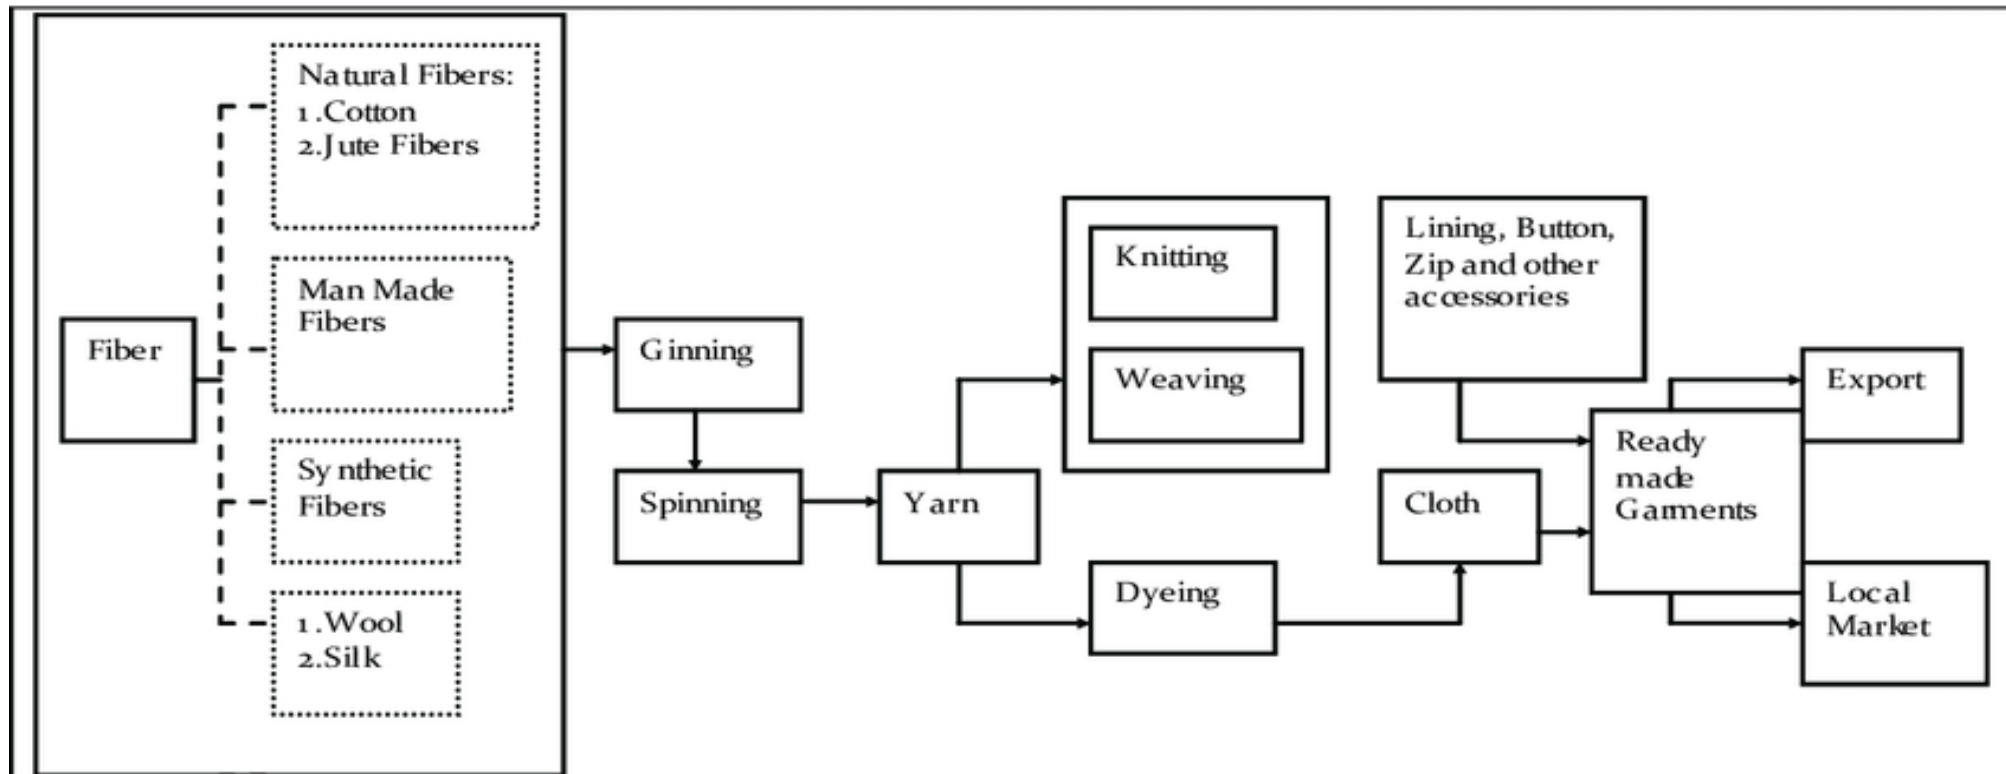 Natural Fibers:
1.Cotton
2.Jute Fibers
Man Made
Fibers
Fiber
Synthetic
Fibers
1.Wool
2.Silk
Ginning
Spinning
Yarn
Knitting
Weaving
Dyeing
Lining, Button,
Zip and other
accessories
Cloth
Ready
made
Garments
Export
Local
Market